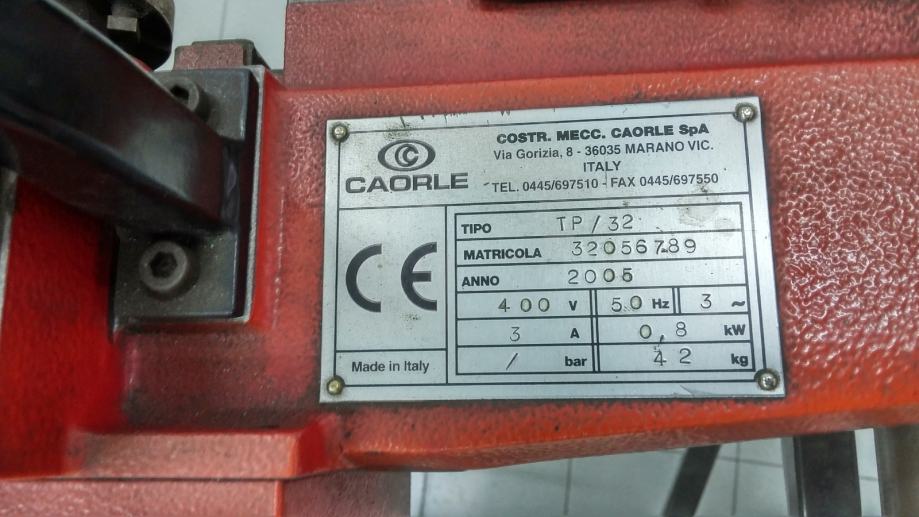 CAORLE
COSTR. MECC. CAORLE SpA
Via Gorizia, 8 - 36035 MARANO VIC.
ITALY
TEL. 0445/697510 - FAX 0445/697550
CE
Made in Italy
TIPO TP/32
MATRICOLA 32056789
ANNO 2005
400 V 50 Hz 3 ~
3 A 0,8 kW
/ bar 42 kg